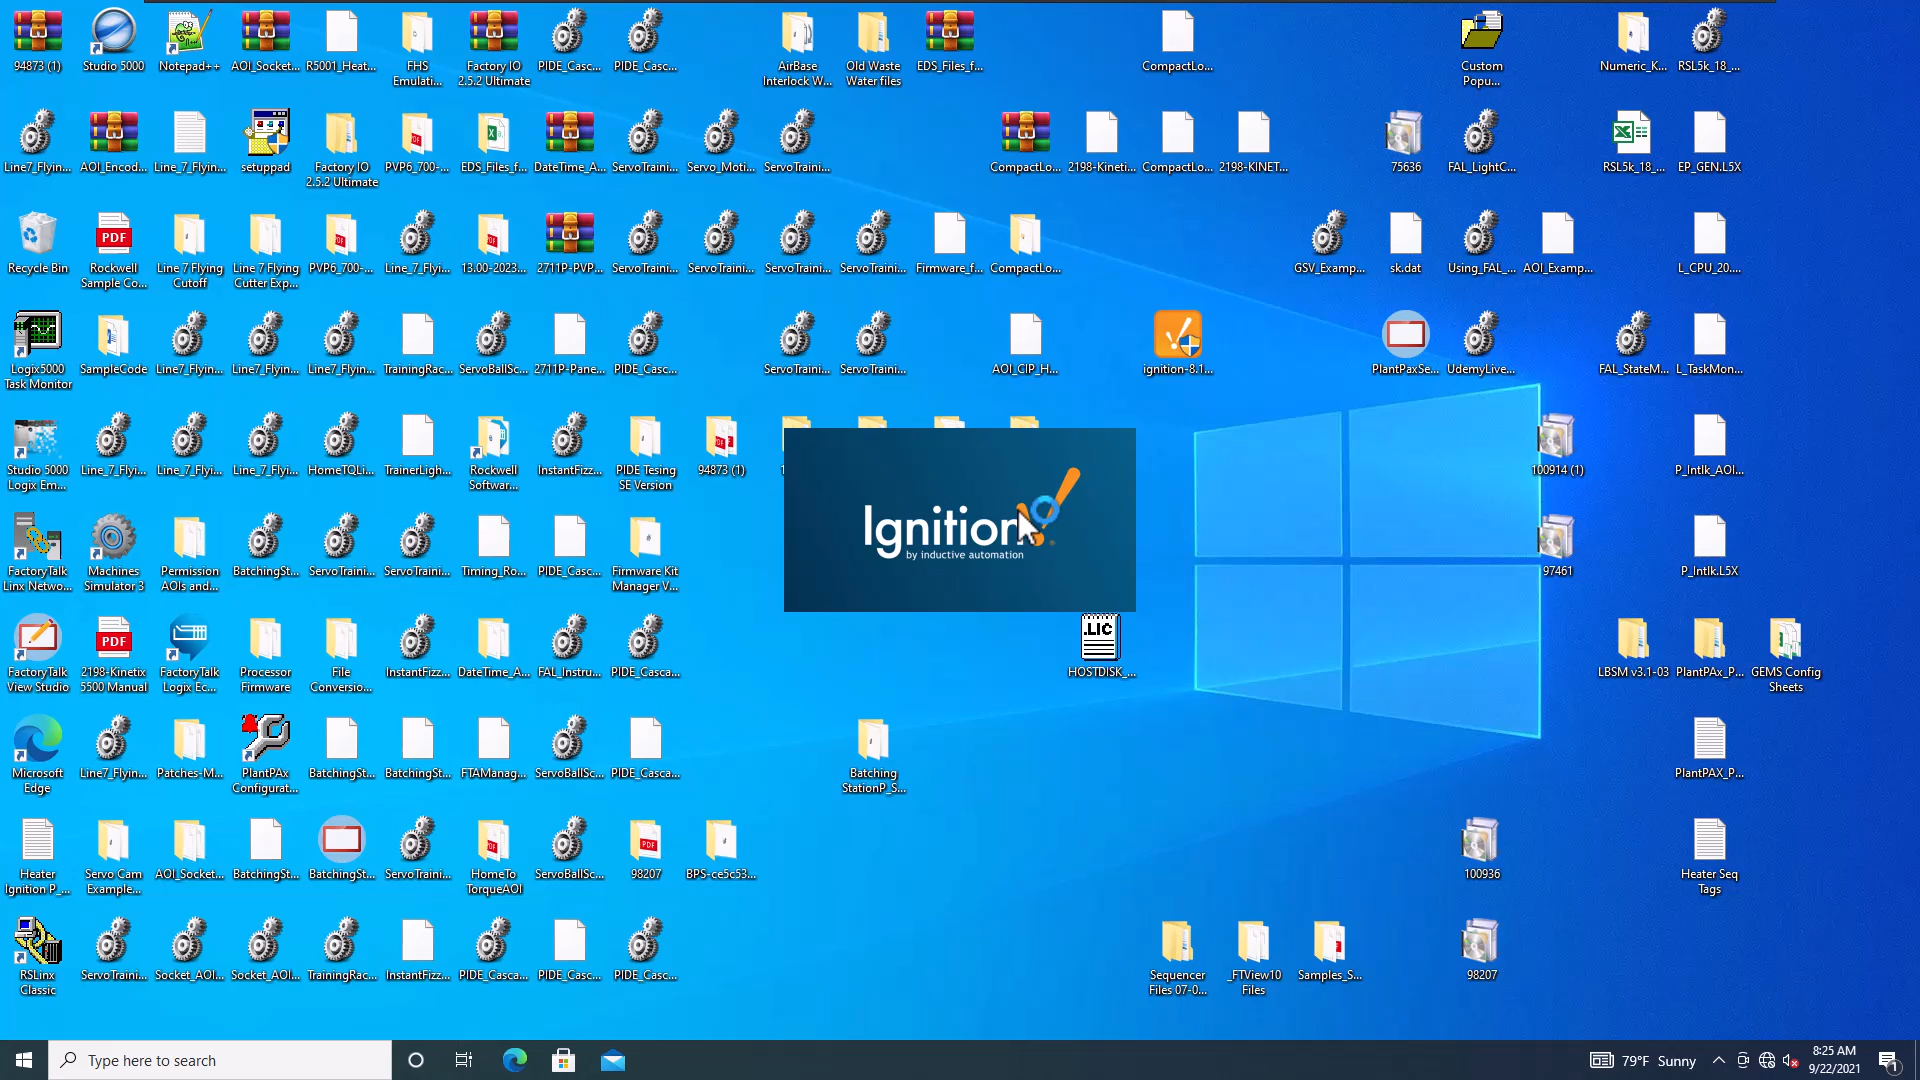 94873 (1)
Studio 5000
Notepad++
AOI_Socket...
R5001_Heat...
FHS
Emulati...
Factory IO
2.5.2 Ultimate
PIDE_Casc...
PIDE_Casc...
AirBase
Interlock W...
Old Waste
Water files
EDS_Files_f...
CompactLo...
Custom
Popu...
Numeric_K...
RSL5k_18_...
Line7_Flyin...
AOI_Encod...
Line_7_Flyin...
setuppad
Factory IO
2.5.2 Ultimate
PVP6_700-...
EDS_Files_f...
DateTime_A...
ServoTraini...
Servo_Moti...
ServoTraini...
CompactLo...
2198-Kineti...
CompactLo...
2198-KINET...
75636
FAL_LightC...
RSL5k_18_...
EP_GEN.L5X
Recycle Bin
PDF
Rockwell
Sample Co...
Line 7 Flying
Cutoff
Line 7 Flying
Cutter Exp...
PVP6_700-...
Line_7_Flyi...
13.00-2023...
2711P-PVP...
ServoTraini...
ServoTraini...
ServoTraini...
ServoTraini...
Firmware_f...
CompactLo...
GSV_Examp...
sk.dat
Using_FAL_...
AOI_Examp...
L_CPU_20....
Logix5000
Task Monitor
SampleCode
Line7_Flyin...
Line7_Flyin...
Line7_Flyin...
TrainingRac...
ServoBallSc...
2711P-Pane...
PIDE_Casc...
ServoTraini...
ServoTraini...
AOI_CIP_H...
ignition-8.1...
PlantPaxSe...
UdemyLive...
FAL_StateM...
L_TaskMon...
Studio 5000
Logix Em...
Line_7_Flyi...
Line_7_Flyi...
Line_7_Flyi...
HomeTQLi...
TrainerLigh...
Rockwell
Softwar...
InstantFizz...
PIDE Tesing
SE Version
94873 (1)
100914 (1)
P_Intlk_AOI...
Ignition!
by inductive automation
FactoryTalk
Linx Netwo...
Machines
Simulator 3
Permission
AOIs and...
BatchingSt...
ServoTraini...
ServoTraini...
Timing_Ro...
PIDE_Casc...
Firmware Kit
Manager V...
97461
P_Intlk.L5X
FactoryTalk
View Studio
PDF
2198-Kinetix
5500 Manual
FactoryTalk
Logix Ec...
Processor
Firmware
File
Conversio...
InstantFizz...
DateTime_A...
FAL_Instru...
PIDE_Casca...
.LIC
HOSTDISK_...
LBSM v3.1-03
PlantPAx_P...
GEMS Config
Sheets
Microsoft
Edge
Line7_Flyin...
Patches-M...
PlantPAx
Configurat...
BatchingSt...
BatchingSt...
FTAManag...
ServoBallSc...
PIDE_Casca...
Batching
StationP_S...
PlantPAX_P...
Heater
Ignition P_...
Servo Cam
Example...
AOI_Socket...
BatchingSt...
BatchingSt...
ServoTraini...
HomeTo
TorqueAOI
ServoBallSc...
98207
BPS-ce5c53...
100936
Heater Seq
Tags
RSLinx
Classic
ServoTraini...
Socket_AOI...
Socket_AOI...
TrainingRac...
InstantFizz...
PIDE_Casca...
PIDE_Casc...
PIDE_Casc...
Sequencer
Files 07-0...
_FTView10
Files
Samples_S...
98207
Type here to search
79°F Sunny
8:25 AM
9/22/2021
1